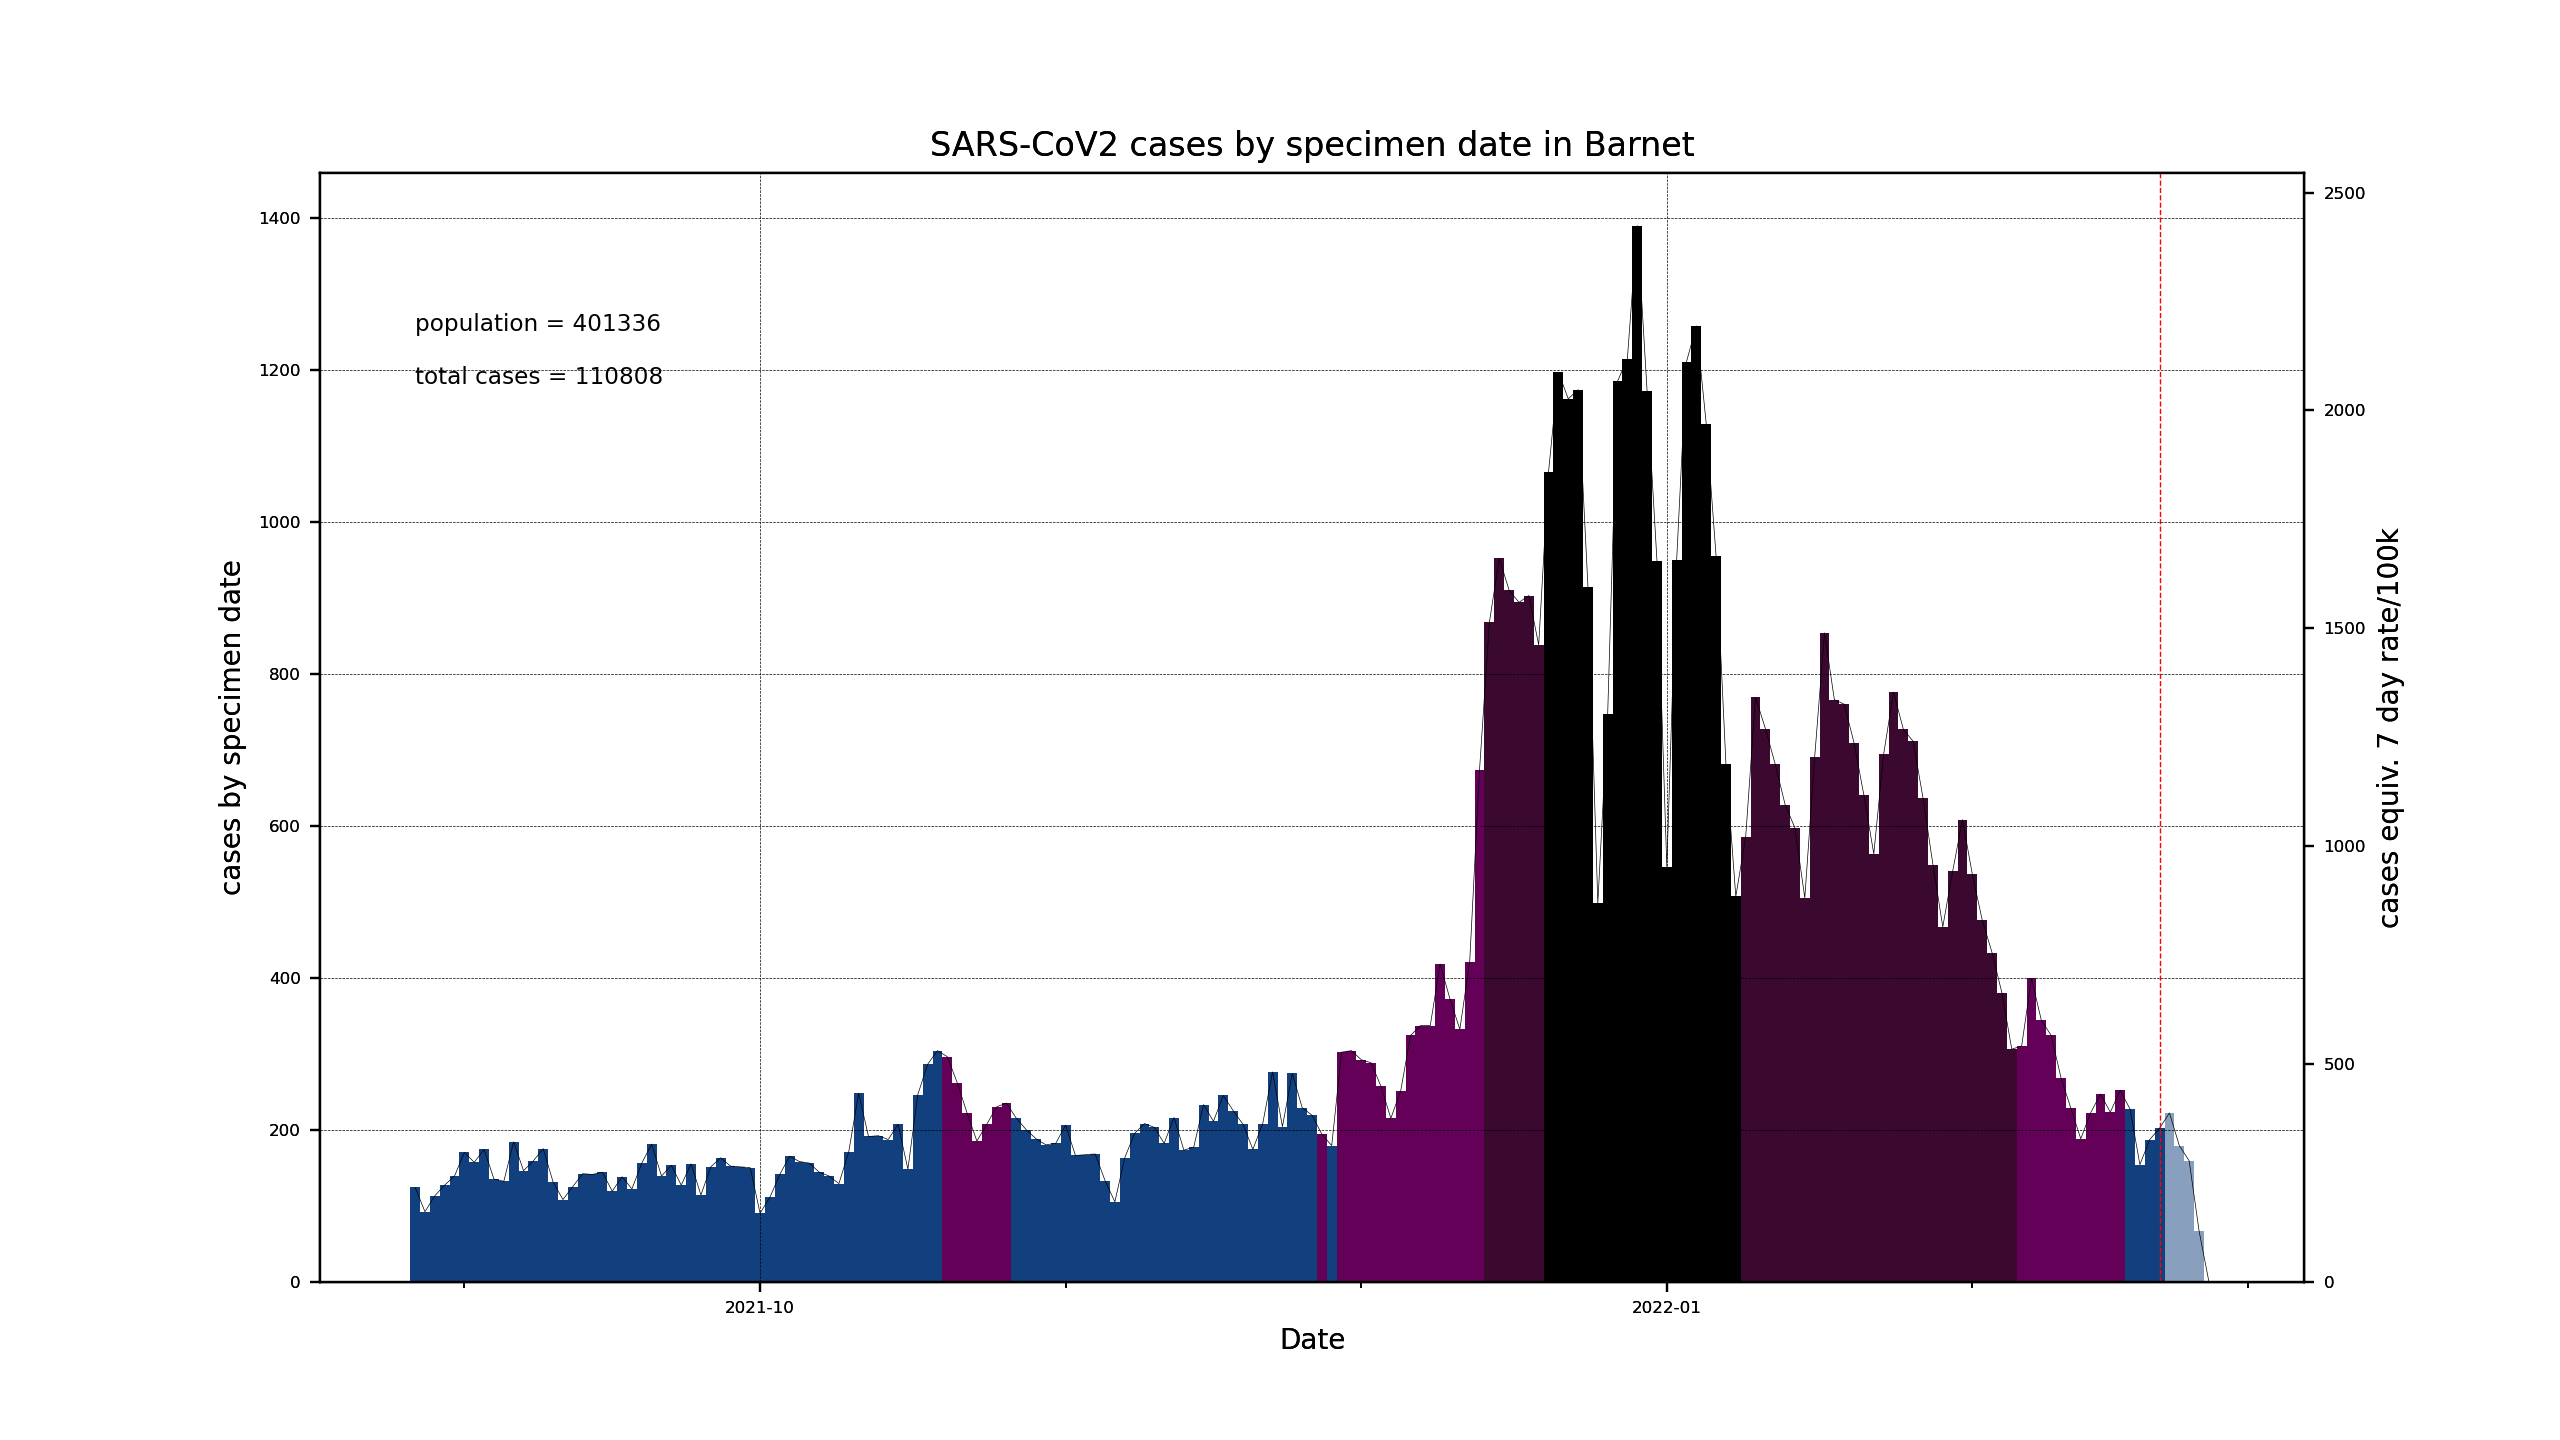 SARS-CoV2 cases by specimen date in Barnet
population = 401336
total cases = 110808
cases by specimen date
1400
1200
1000
800
600
400
200
0
2500
2000
1500
1000
500
0
cases equiv. 7 day rate/100k
2021-10
2022-01
Date